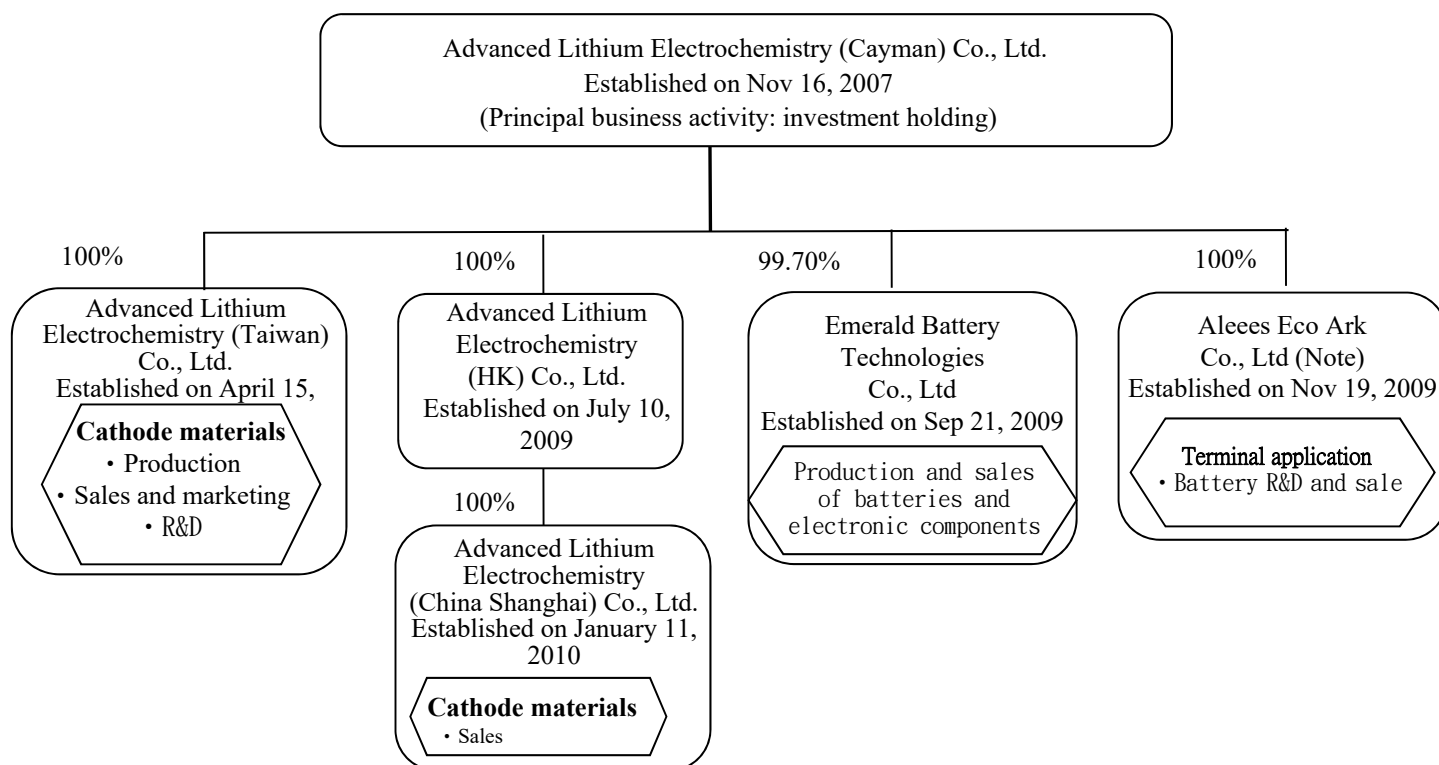 Advanced Lithium Electrochemistry (Cayman) Co., Ltd.
Established on Nov 16, 2007
(Principal business activity: investment holding)
100%
100%
99.70%
100%
Advanced Lithium
Electrochemistry (Taiwan)
Co., Ltd.
Established on April 15,
Cathode materials
・Production
・Sales and marketing
・R&D
Advanced Lithium
Electrochemistry
(HK) Co., Ltd.
Established on July 10,
2009
100%
Advanced Lithium
Electrochemistry
(China Shanghai) Co., Ltd.
Established on January 11,
2010
Cathode materials
・Sales
Emerald Battery
Technologies
Co., Ltd
Established on Sep 21, 2009
Production and sales
of batteries and
electronic components
Aleees Eco Ark
Co., Ltd (Note)
Established on Nov 19, 2009
Terminal application
・Battery R&D and sale